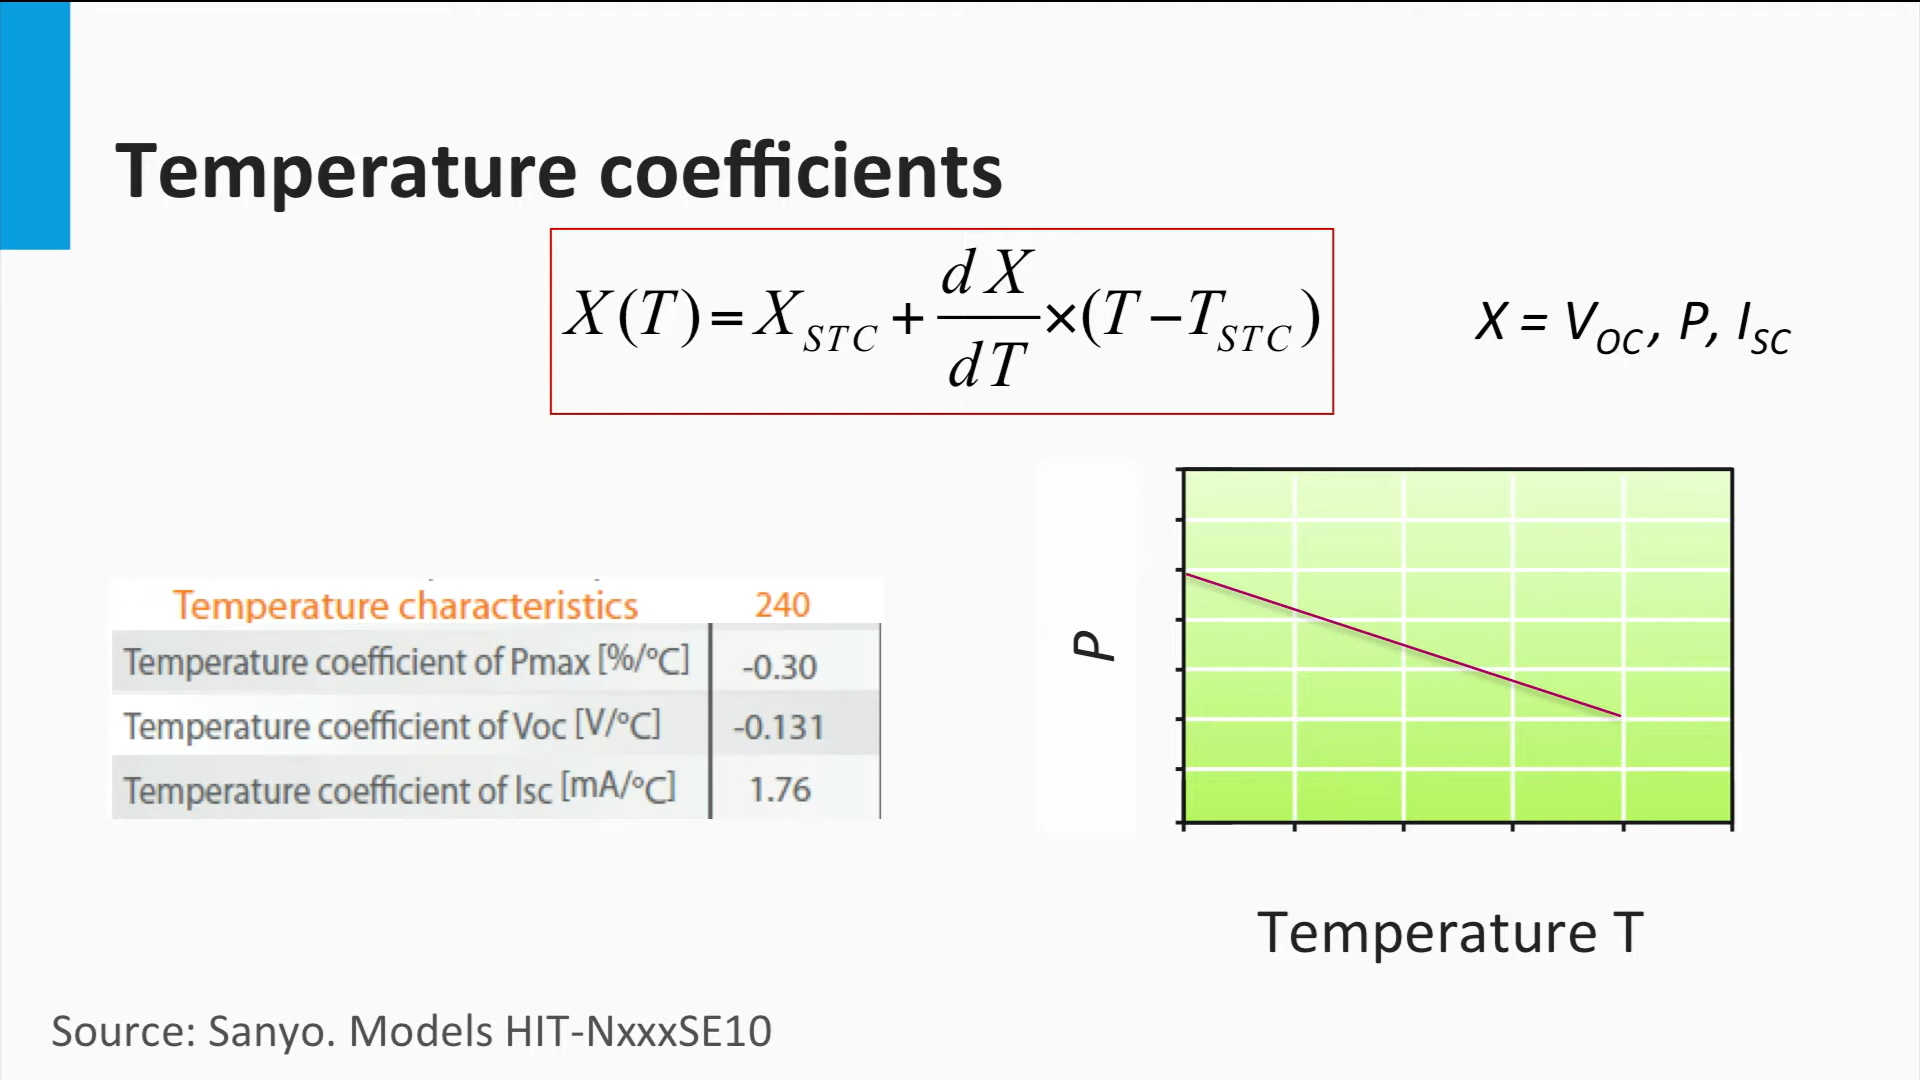 Temperature coefficients
X(T) = X_STC + dX/dT × (T − T_STC)
X = V_OC, P, I_SC
Temperature characteristics 240
Temperature coefficient of Pmax [%/°C] -0.30
Temperature coefficient of Voc [V/°C] -0.131
Temperature coefficient of Isc [mA/°C] 1.76
P
Temperature T
Source: Sanyo. Models HIT-NxxxSE10